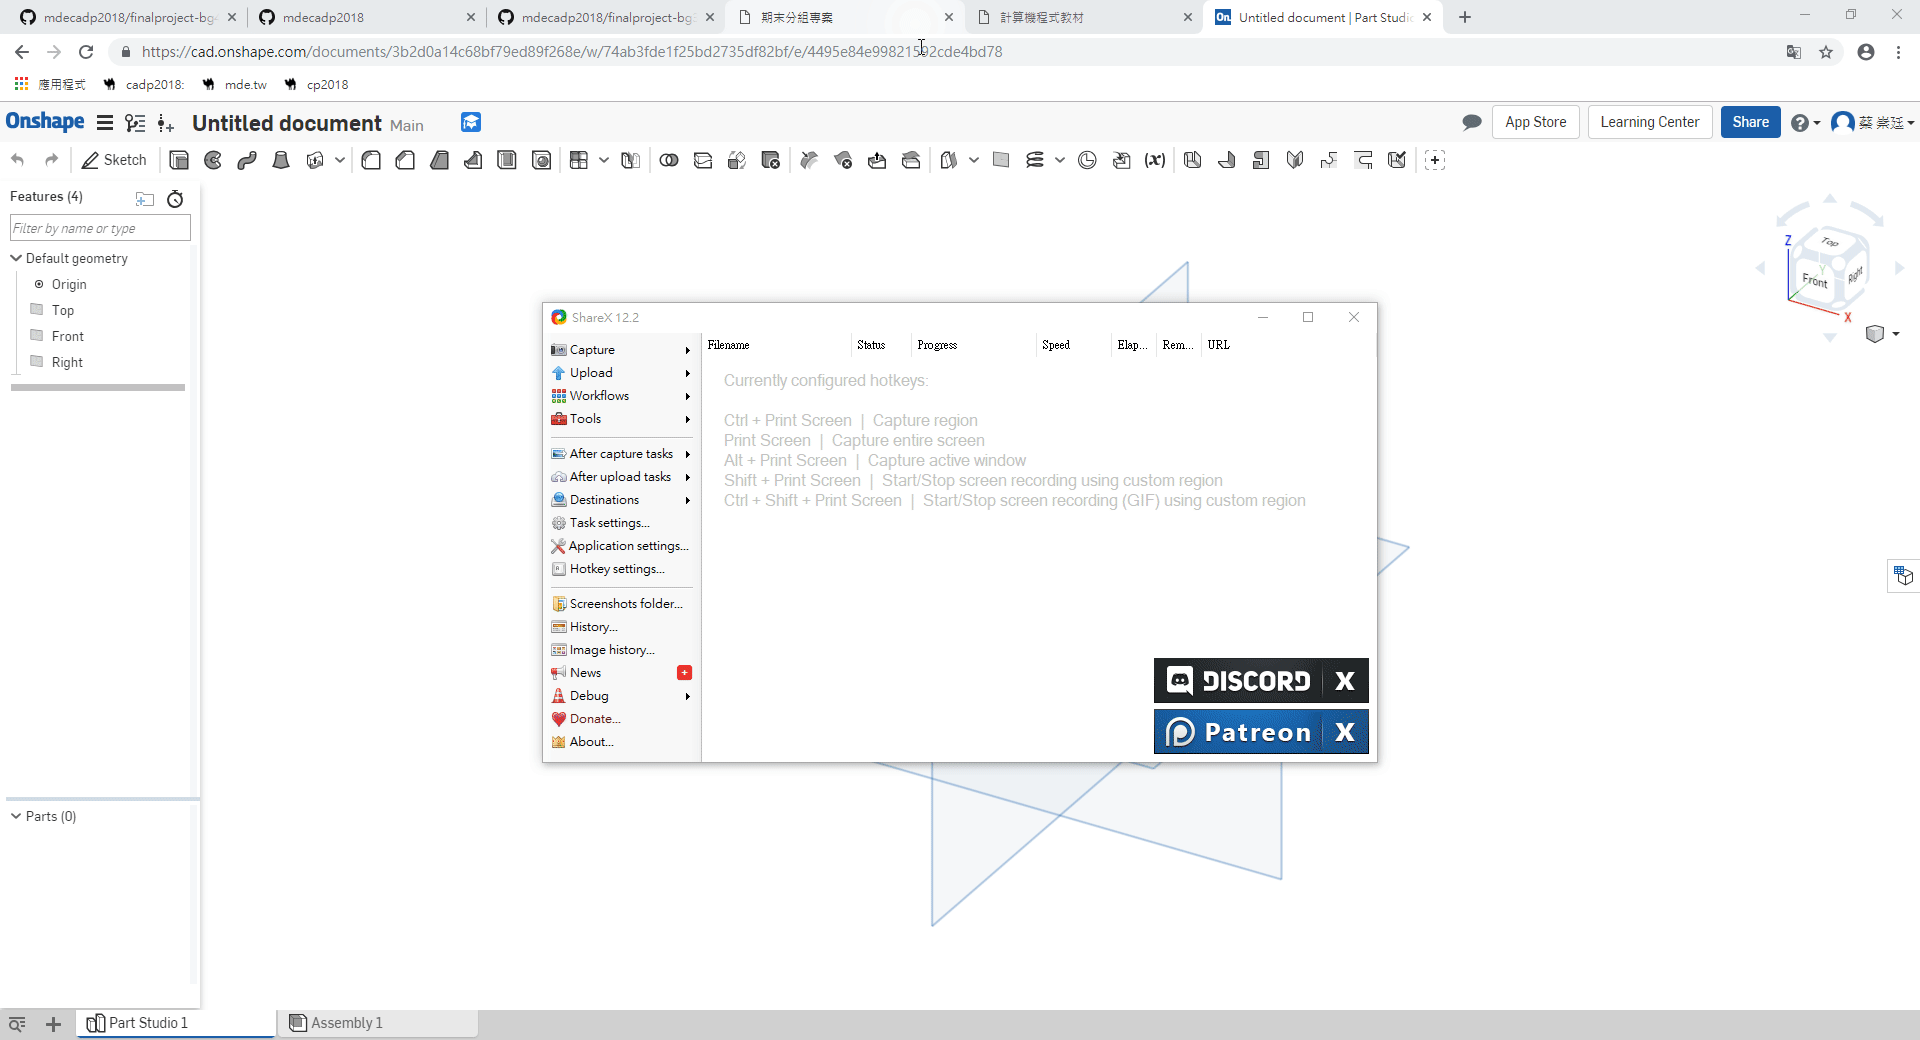 mdecadp2018/finalproject-bg4
mdecadp2018
mdecadp2018/finalproject-bg
期末分組專案
計算機程式教材
Untitled document | Part Studi
https://cad.onshape.com/documents/3b2d0a14c68bf79ed89f268e/w/74ab3fde1f25bd2735df82bf/e/4495e84e99821592cde4bd78
應用程式
cadp2018:
mde.tw
cp2018
Onshape
Untitled document Main
App Store
Learning Center
Share
蔡 崇廷
Sketch
(x)
Features (4)
Filter by name or type
Default geometry
Origin
Top
Front
Right
Parts (0)
Z
Top
Y
Front
Right
X
ShareX 12.2
Capture
Upload
Workflows
Tools
After capture tasks
After upload tasks
Destinations
Task settings...
Application settings...
Hotkey settings...
Screenshots folder...
History...
Image history...
News
Debug
Donate...
About...
Filename Status Progress Speed Elap... Rem... URL
Currently configured hotkeys:
Ctrl + Print Screen | Capture region
Print Screen | Capture entire screen
Alt + Print Screen | Capture active window
Shift + Print Screen | Start/Stop screen recording using custom region
Ctrl + Shift + Print Screen | Start/Stop screen recording (GIF) using custom region
DISCORD X
Patreon X
Part Studio 1
Assembly 1